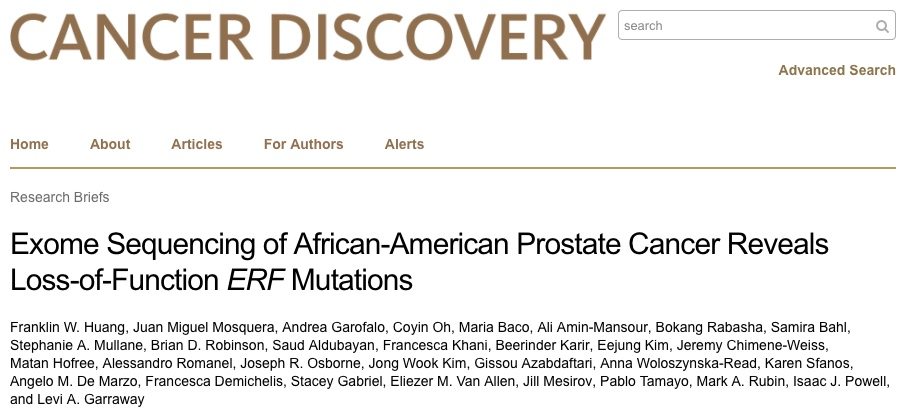 CANCER DISCOVERY
search
Advanced Search
Home About Articles For Authors Alerts
Research Briefs
Exome Sequencing of African-American Prostate Cancer Reveals
Loss-of-Function ERF Mutations
Franklin W. Huang, Juan Miguel Mosquera, Andrea Garofalo, Coyin Oh, Maria Baco, Ali Amin-Mansour, Bokang Rabasha, Samira Bahl,
Stephanie A. Mullane, Brian D. Robinson, Saud Aldubayan, Francesca Khani, Beerinder Karir, Eejung Kim, Jeremy Chimene-Weiss,
Matan Hofree, Alessandro Romanel, Joseph R. Osborne, Jong Wook Kim, Gissou Azabdaftari, Anna Woloszynska-Read, Karen Sfanos,
Angelo M. De Marzo, Francesca Demichelis, Stacey Gabriel, Eliezer M. Van Allen, Jill Mesirov, Pablo Tamayo, Mark A. Rubin, Isaac J. Powell,
and Levi A. Garraway